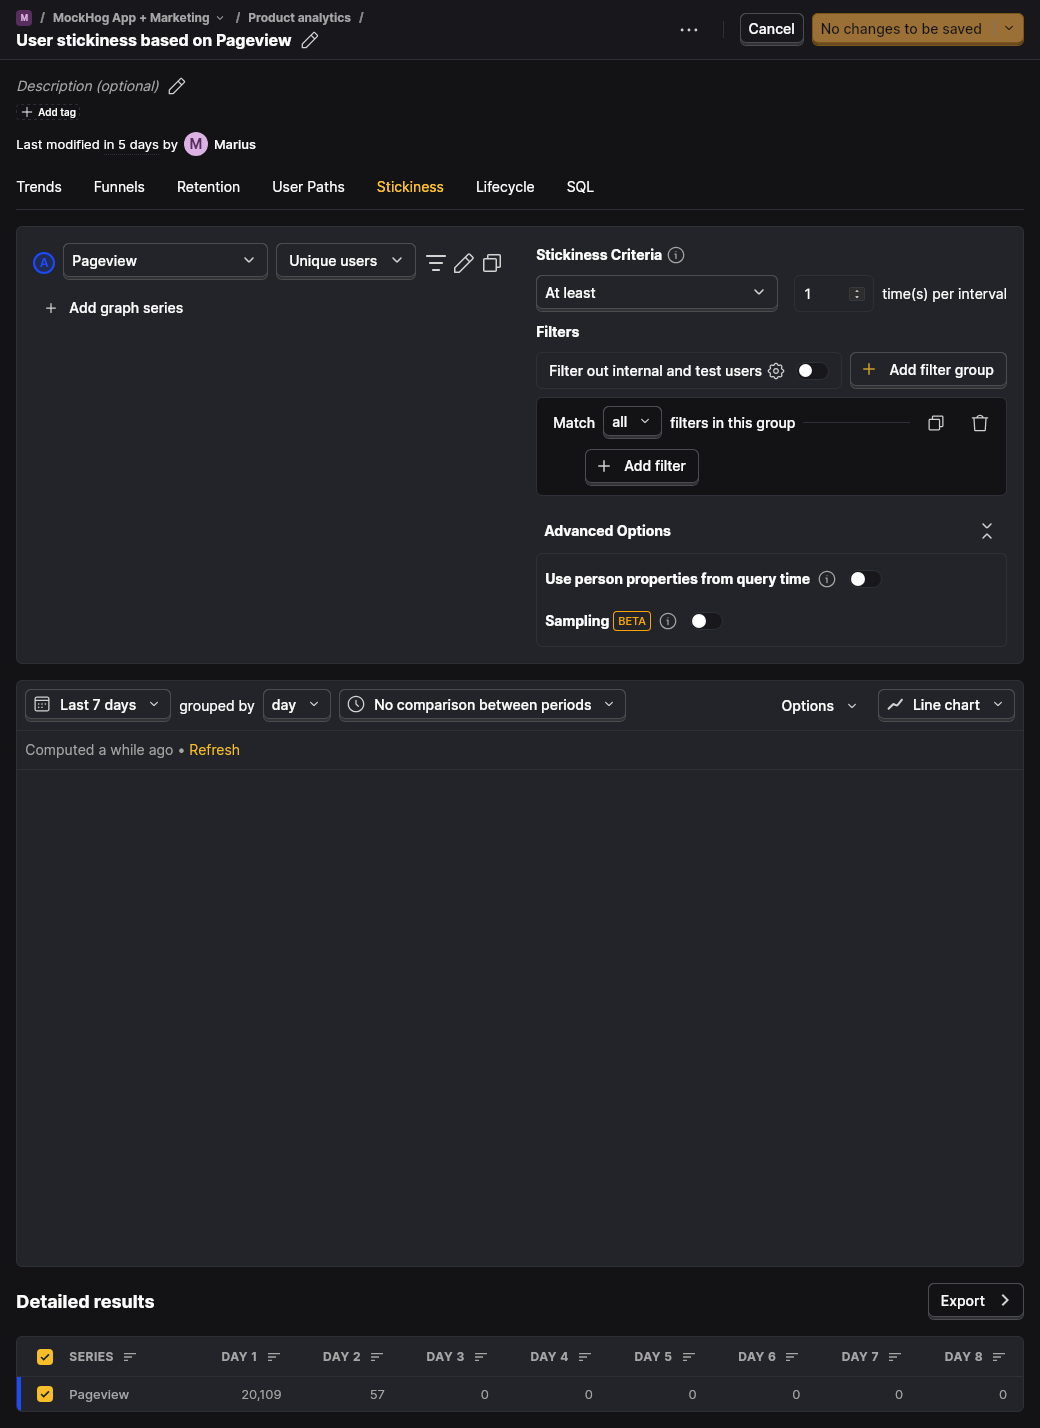 M / MockHog App + Marketing / Product analytics /
User stickiness based on Pageview
Cancel
No changes to be saved
Description (optional)
Add tag
Last modified in 5 days by M Marius
Trends Funnels Retention User Paths Stickiness Lifecycle SQL
A Pageview Unique users
Add graph series
Stickiness Criteria
At least 1 time(s) per interval
Filters
Filter out internal and test users
Add filter group
Match all filters in this group
Add filter
Advanced Options
Use person properties from query time
Sampling BETA
Last 7 days grouped by day No comparison between periods Options Line chart
Computed a while ago • Refresh
Detailed results
Export
SERIES DAY 1 DAY 2 DAY 3 DAY 4 DAY 5 DAY 6 DAY 7 DAY 8
Pageview 20,109 57 0 0 0 0 0 0